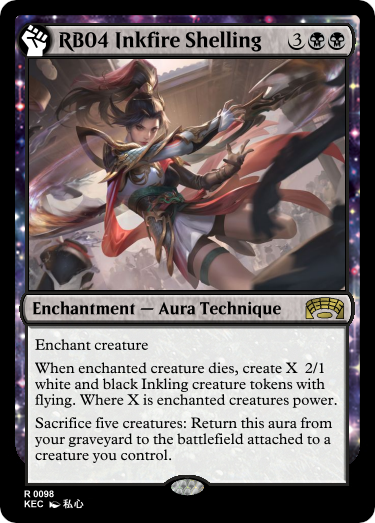 RB04 Inkfire Shelling 3
Enchantment — Aura Technique
Enchant creature
When enchanted creature dies, create X 2/1
white and black Inkling creature tokens with
flying. Where X is enchanted creatures power.
Sacrifice five creatures: Return this aura from
your graveyard to the battlefield attached to a
creature you control.
R 0098
KEC 私心